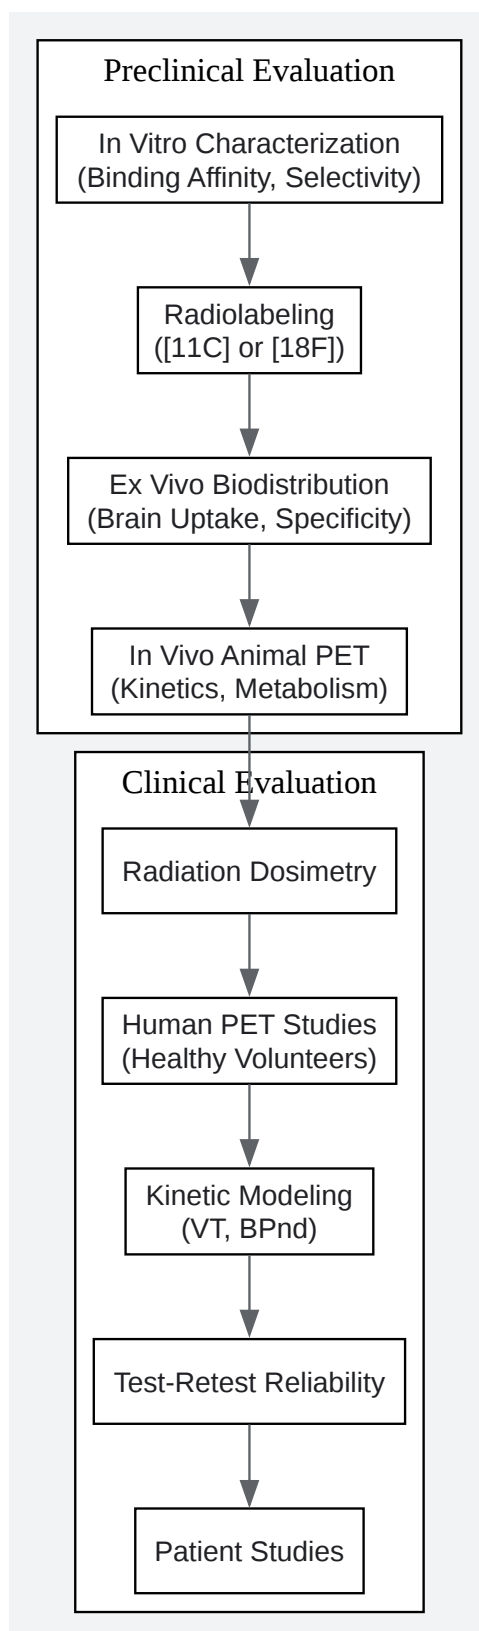 Preclinical Evaluation
In Vitro Characterization
(Binding Affinity, Selectivity)
Radiolabeling
([11C] or [18F])
Ex Vivo Biodistribution
(Brain Uptake, Specificity)
In Vivo Animal PET
(Kinetics, Metabolism)
Clinical Evaluation
Radiation Dosimetry
Human PET Studies
(Healthy Volunteers)
Kinetic Modeling
(VT, BPnd)
Test-Retest Reliability
Patient Studies